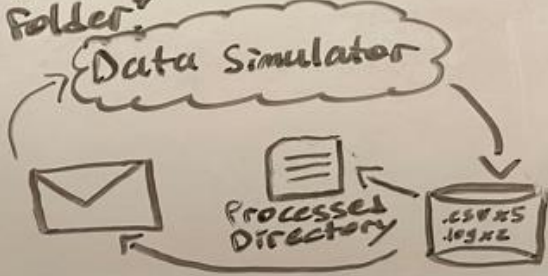 Folder?
Data Simulator
Processed
Directory
.csv x5
.log x2